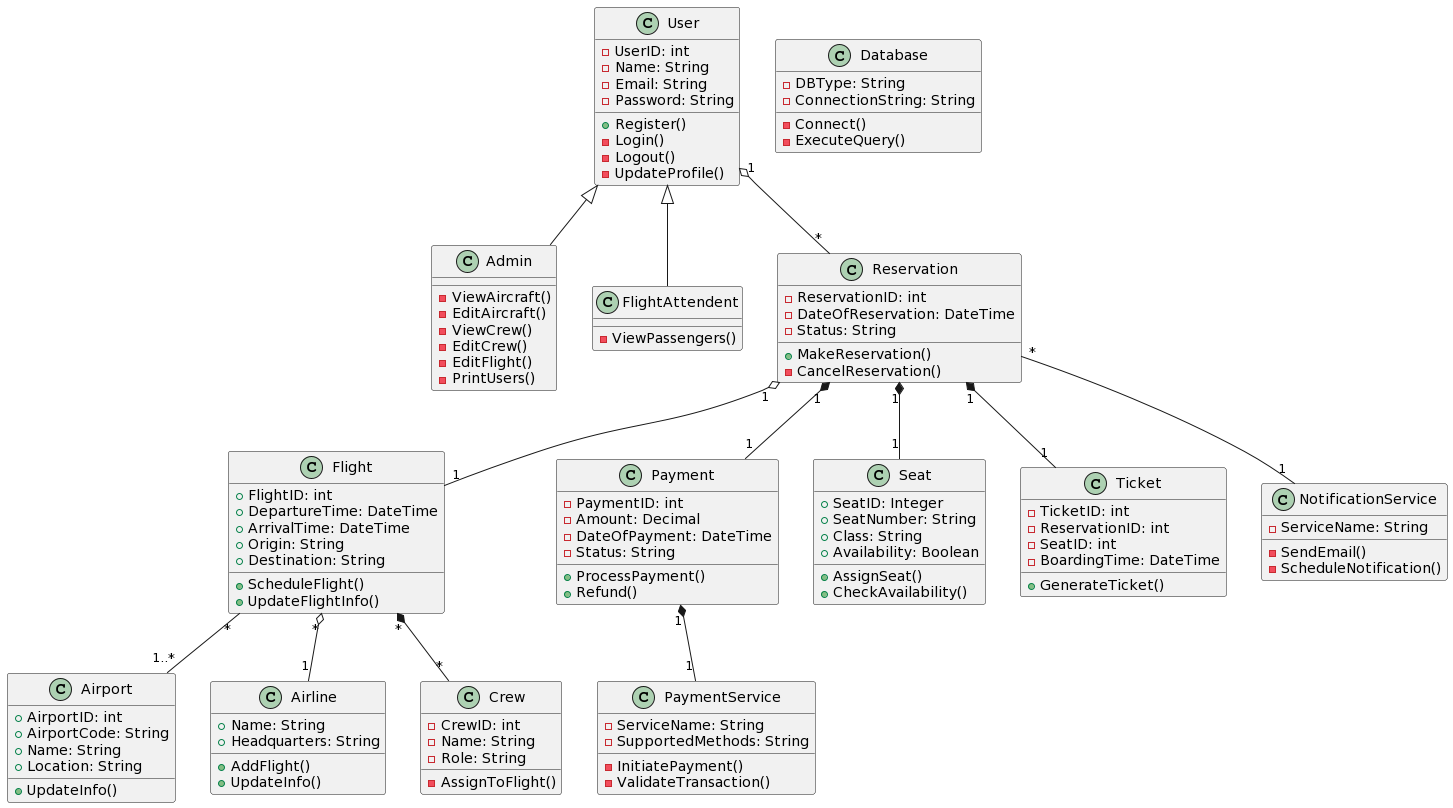 C User
UserID: int
Name: String
Email: String
Password: String
Register()
Login()
Logout()
UpdateProfile()
C Database
DBType: String
ConnectionString: String
Connect()
ExecuteQuery()
1
*
C Admin
ViewAircraft()
EditAircraft()
ViewCrew()
EditCrew()
EditFlight()
PrintUsers()
C FlightAttendent
ViewPassengers()
C Reservation
ReservationID: int
DateOfReservation: DateTime
Status: String
MakeReservation()
CancelReservation()
*
1
1
1
1
1
1
1
1
1
C Flight
FlightID: int
DepartureTime: DateTime
ArrivalTime: DateTime
Origin: String
Destination: String
ScheduleFlight()
UpdateFlightInfo()
C Payment
PaymentID: int
Amount: Decimal
DateOfPayment: DateTime
Status: String
ProcessPayment()
Refund()
C Seat
SeatID: Integer
SeatNumber: String
Class: String
Availability: Boolean
AssignSeat()
CheckAvailability()
C Ticket
TicketID: int
ReservationID: int
SeatID: int
BoardingTime: DateTime
GenerateTicket()
C NotificationService
ServiceName: String
SendEmail()
ScheduleNotification()
*
*
*
1
1..*
1
*
1
C Airport
AirportID: int
AirportCode: String
Name: String
Location: String
UpdateInfo()
C Airline
Name: String
Headquarters: String
AddFlight()
UpdateInfo()
C Crew
CrewID: int
Name: String
Role: String
AssignToFlight()
C PaymentService
ServiceName: String
SupportedMethods: String
InitiatePayment()
ValidateTransaction()